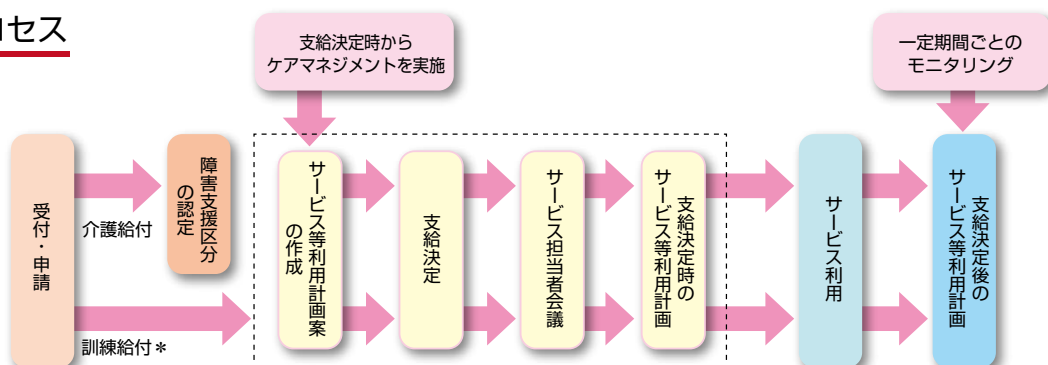 ロセス
支給決定時から
ケアマネジメントを実施
一定期間ごとの
モニタリング
受付・申請
介護給付
訓練給付＊
障害支援区分
の認定
サービス等利用計画案
の作成
支給決定
サービス担当者会議
支給決定時の
サービス等利用計画
サービス利用
支給決定後の
サービス等利用計画